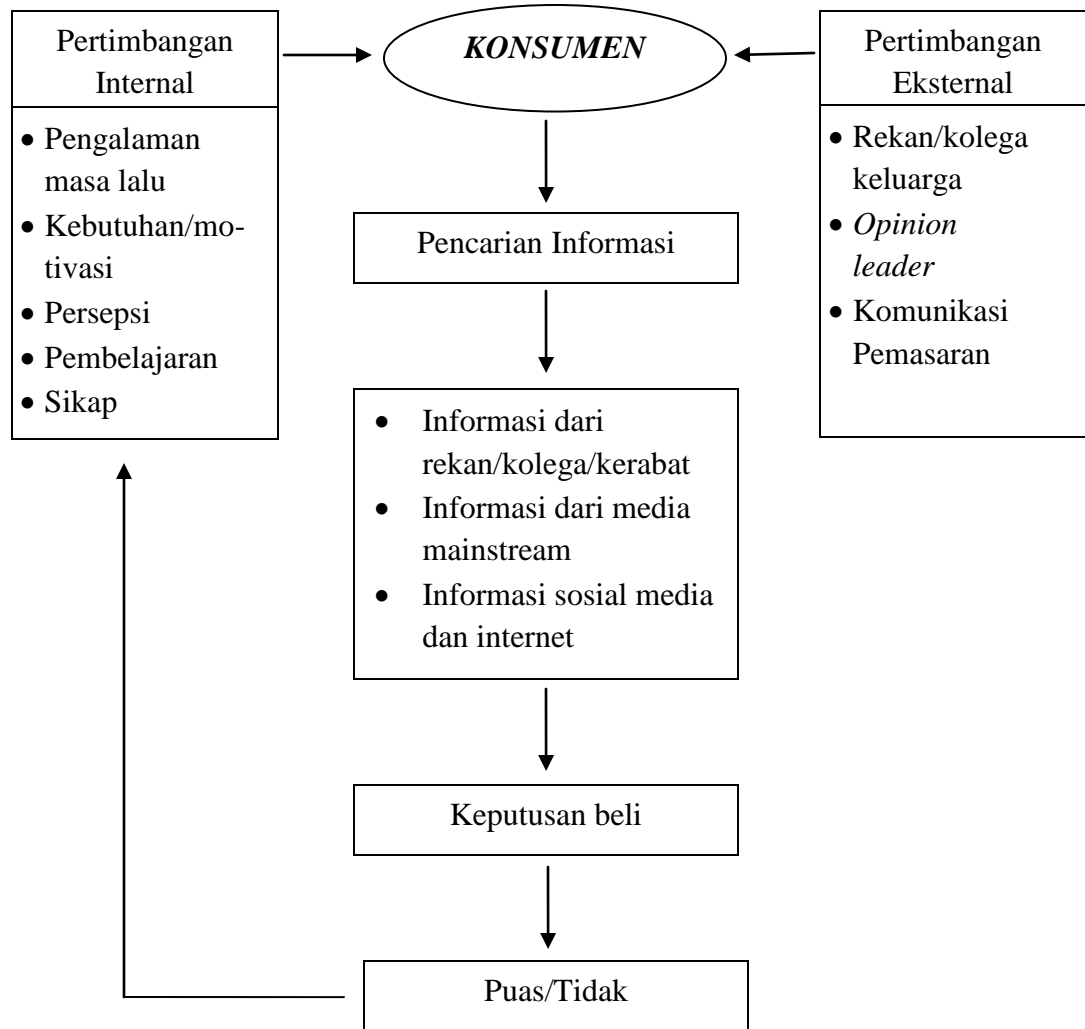 Pertimbangan
Internal
• Pengalaman
masa lalu
• Kebutuhan/mo-
tivasi
• Persepsi
• Pembelajaran
• Sikap
KONSUMEN
Pertimbangan
Eksternal
• Rekan/kolega
keluarga
• Opinion
leader
• Komunikasi
Pemasaran
Pencarian Informasi
• Informasi dari
rekan/kolega/kerabat
• Informasi dari media
mainstream
• Informasi sosial media
dan internet
Keputusan beli
Puas/Tidak